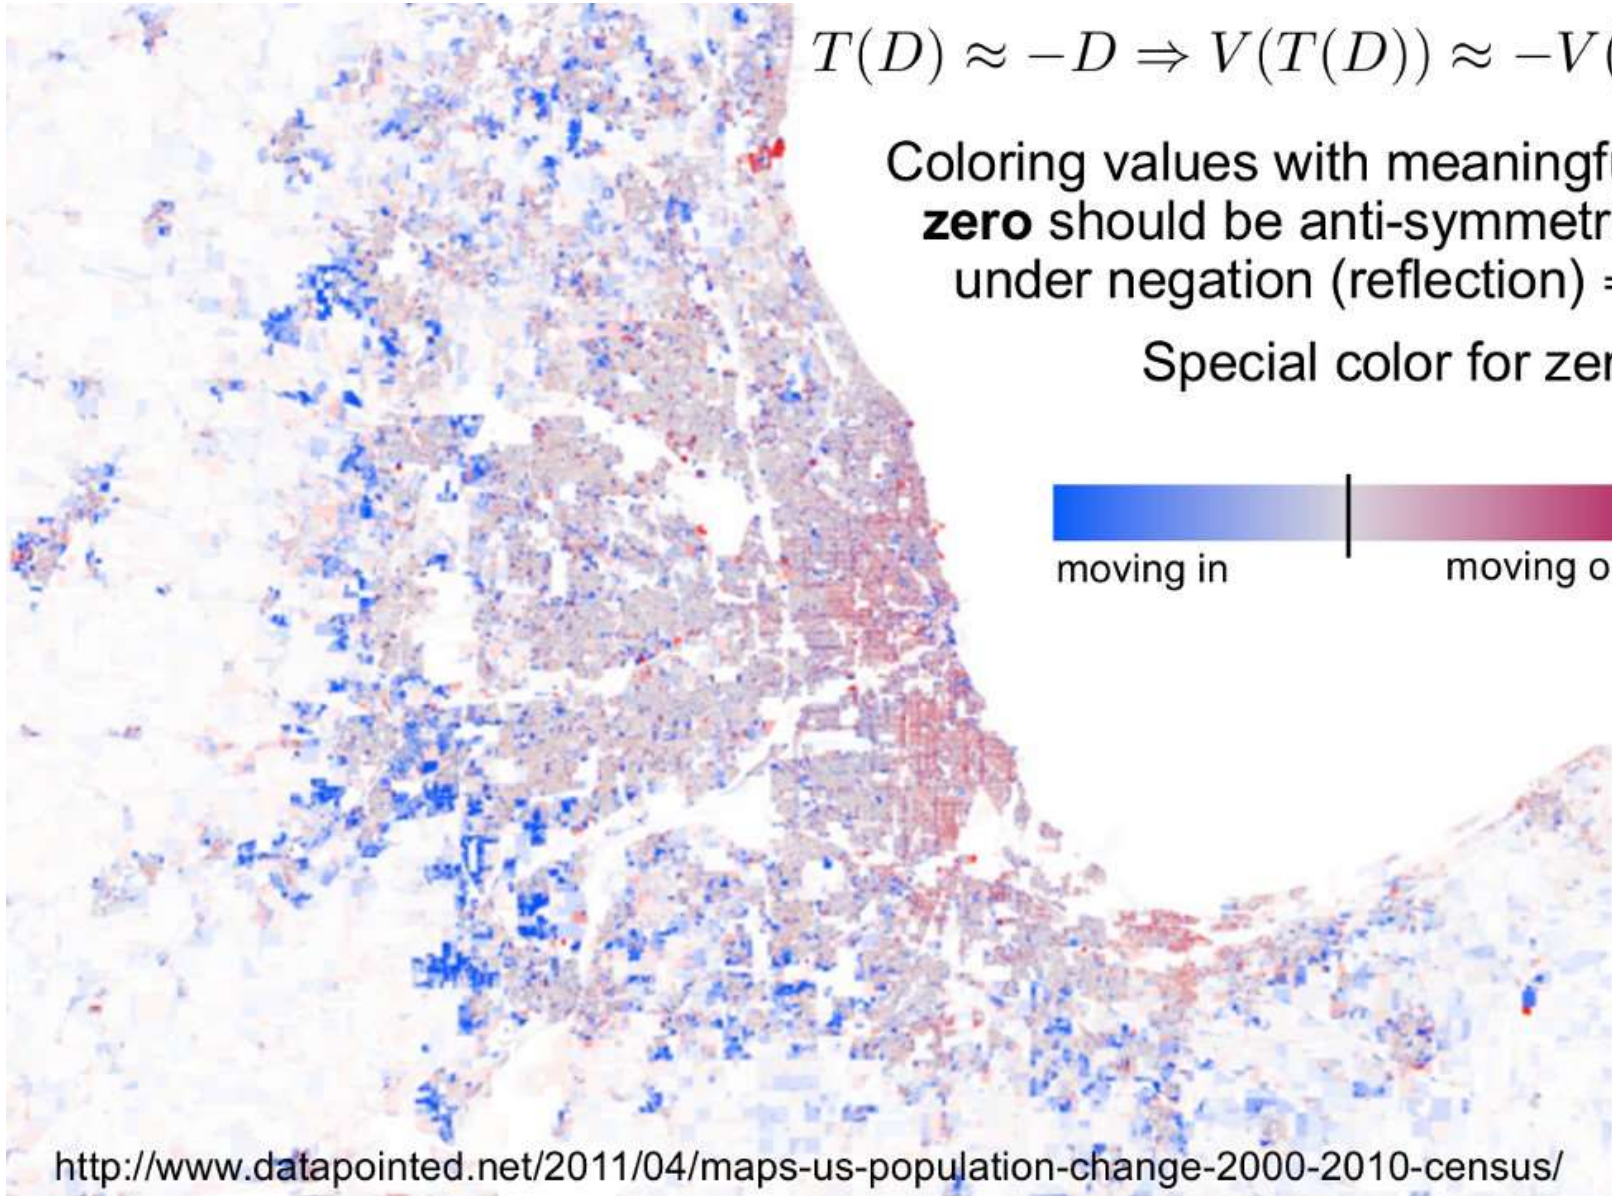 T(D) ≈ −D ⇒ V(T(D)) ≈ −V(
Coloring values with meaningfu
zero should be anti-symmetr
under negation (reflection) =
Special color for zer
moving in
moving o
http://www.datapointed.net/2011/04/maps-us-population-change-2000-2010-census/